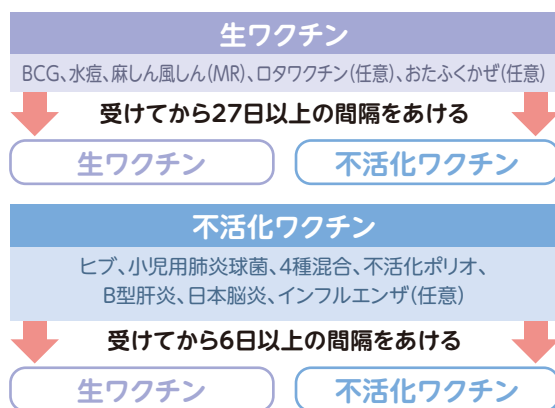 生ワクチン
BCG、水痘、麻しん風しん(MR)、ロタワクチン(任意)、おたふくかぜ(任意)
受けてから27日以上の間隔をあける
生ワクチン 不活化ワクチン
不活化ワクチン
ヒブ、小児用肺炎球菌、4種混合、不活化ポリオ、
B型肝炎、日本脳炎、インフルエンザ(任意)
受けてから6日以上の間隔をあける
生ワクチン 不活化ワクチン